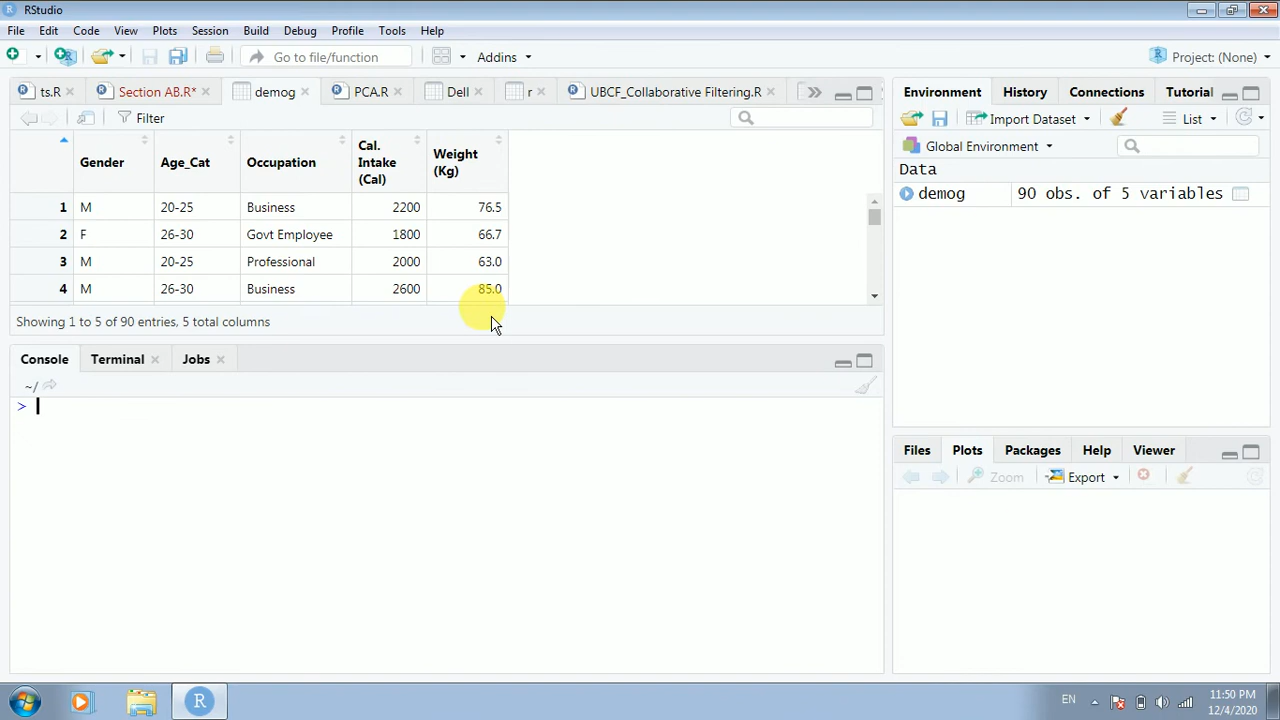 RStudio
File Edit Code View Plots Session Build Debug Profile Tools Help
Go to file/function Addins Project: (None)
ts.R Section AB.R* demog PCA.R Dell r UBCF_Collaborative Filtering.R
Filter
Gender Age_Cat Occupation Cal. Intake (Cal) Weight (Kg)
1 M 20-25 Business 2200 76.5
2 F 26-30 Govt Employee 1800 66.7
3 M 20-25 Professional 2000 63.0
4 M 26-30 Business 2600 85.0
Showing 1 to 5 of 90 entries, 5 total columns
Console Terminal Jobs
~/
>
Environment History Connections Tutorial
Import Dataset List
Global Environment
Data
demog 90 obs. of 5 variables
Files Plots Packages Help Viewer
Zoom Export
EN
11:50 PM
12/4/2020